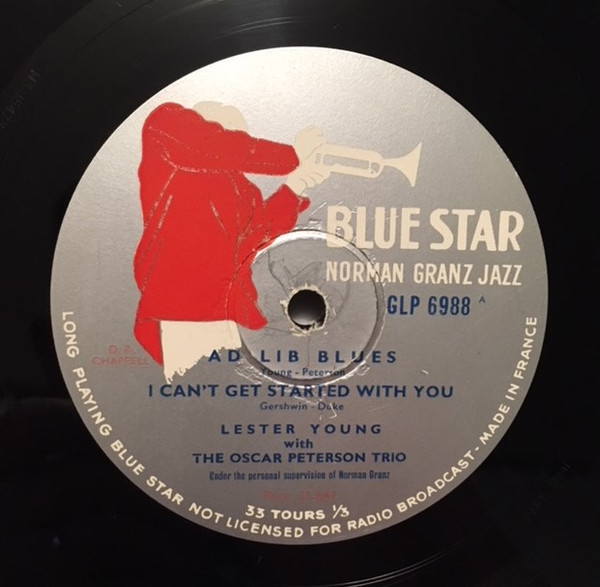 BLUE STAR
NORMAN GRANZ JAZZ
GLP 6988 A
D. R.
CHAPPELL
AD LIB BLUES
Young - Peterson
I CAN'T GET STARTED WITH YOU
Gershwin - Duke
LESTER YOUNG
with
THE OSCAR PETERSON TRIO
Under the personal supervision of Norman Granz
33 TOURS 1/3
LONG PLAYING BLUE STAR NOT LICENSED FOR RADIO BROADCAST - MADE IN FRANCE